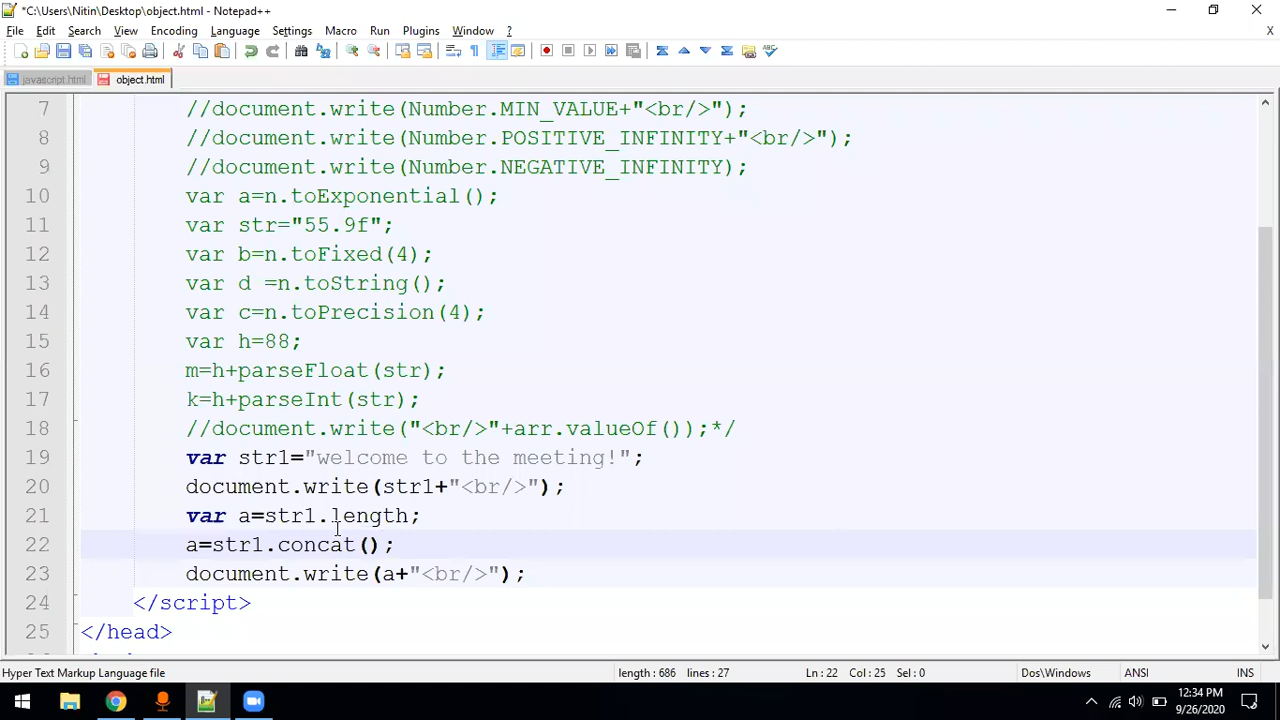 *C:\Users\Nitin\Desktop\object.html - Notepad++
File Edit Search View Encoding Language Settings Macro Run Plugins Window ? X
javascript.html object.html
7 //document.write(Number.MIN_VALUE+"<br/>");
8 //document.write(Number.POSITIVE_INFINITY+"<br/>");
9 //document.write(Number.NEGATIVE_INFINITY);
10 var a=n.toExponential();
11 var str="55.9f";
12 var b=n.toFixed(4);
13 var d =n.toString();
14 var c=n.toPrecision(4);
15 var h=88;
16 m=h+parseFloat(str);
17 k=h+parseInt(str);
18 //document.write("<br/>"+arr.valueOf());*/
19 var str1="welcome to the meeting!";
20 document.write(str1+"<br/>");
21 var a=str1.length;
22 a=str1.concat();
23 document.write(a+"<br/>");
24 </script>
25 </head>
Hyper Text Markup Language file length : 686 lines : 27 Ln : 22 Col : 25 Sel : 0 Dos\Windows ANSI INS
12:34 PM
9/26/2020